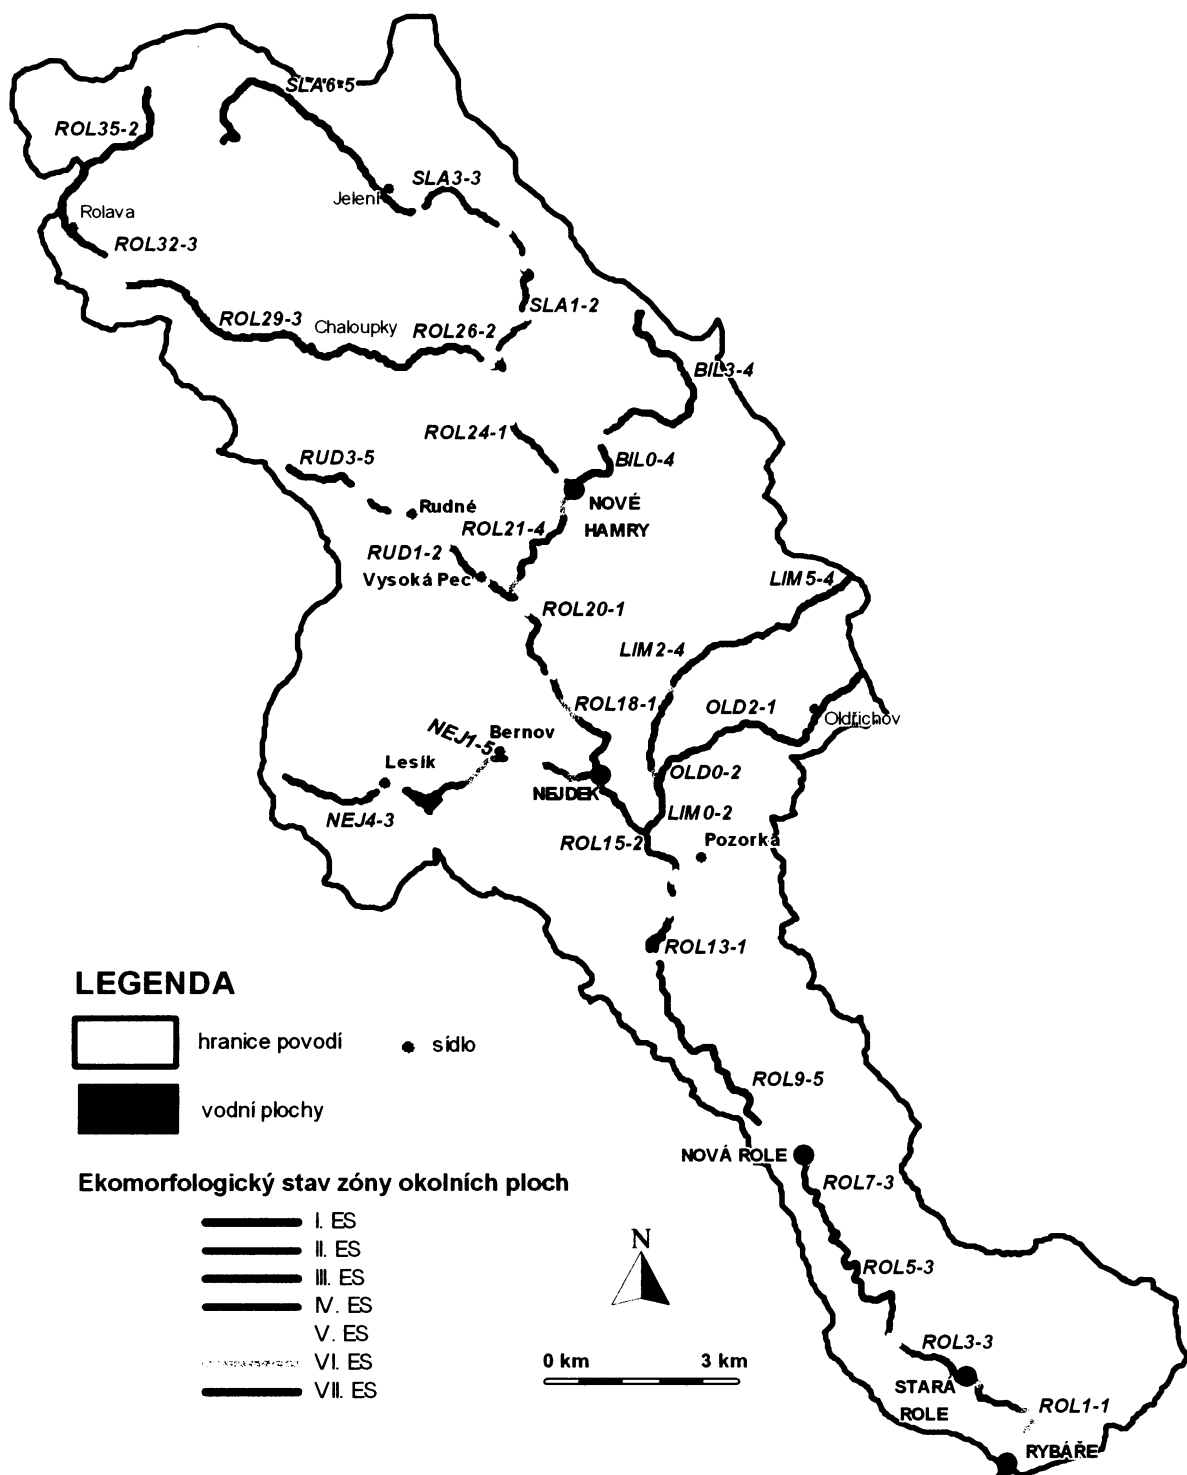 SLA6-5
ROL35-2
SLA3-3
Jelení
Rolava
ROL32-3
SLA1-2
ROL29-3
Chaloupky
ROL26-2
BIL3-4
ROL24-1
RUD3-5
BIL0-4
Rudné
NOVÉ
HAMRY
ROL21-4
RUD1-2
Vysoká Pec
LIM5-4
ROL20-1
LIM2-4
ROL18-1
OLD2-1
Oldřichov
NEJ1-5
Bernov
Lesík
OLD0-2
NEJDEK
NEJ4-3
LIM0-2
ROL15-2
Pozorka
ROL13-1
LEGENDA
hranice povodí
sídlo
vodní plochy
ROL9-5
NOVÁ ROLE
ROL7-3
Ekomorfologický stav zóny okolních ploch
I. ES
II. ES
III. ES
IV. ES
V. ES
VI. ES
VII. ES
N
0 km
3 km
ROL5-3
ROL3-3
STARÁ
ROLE
ROL1-1
RYBÁŘE